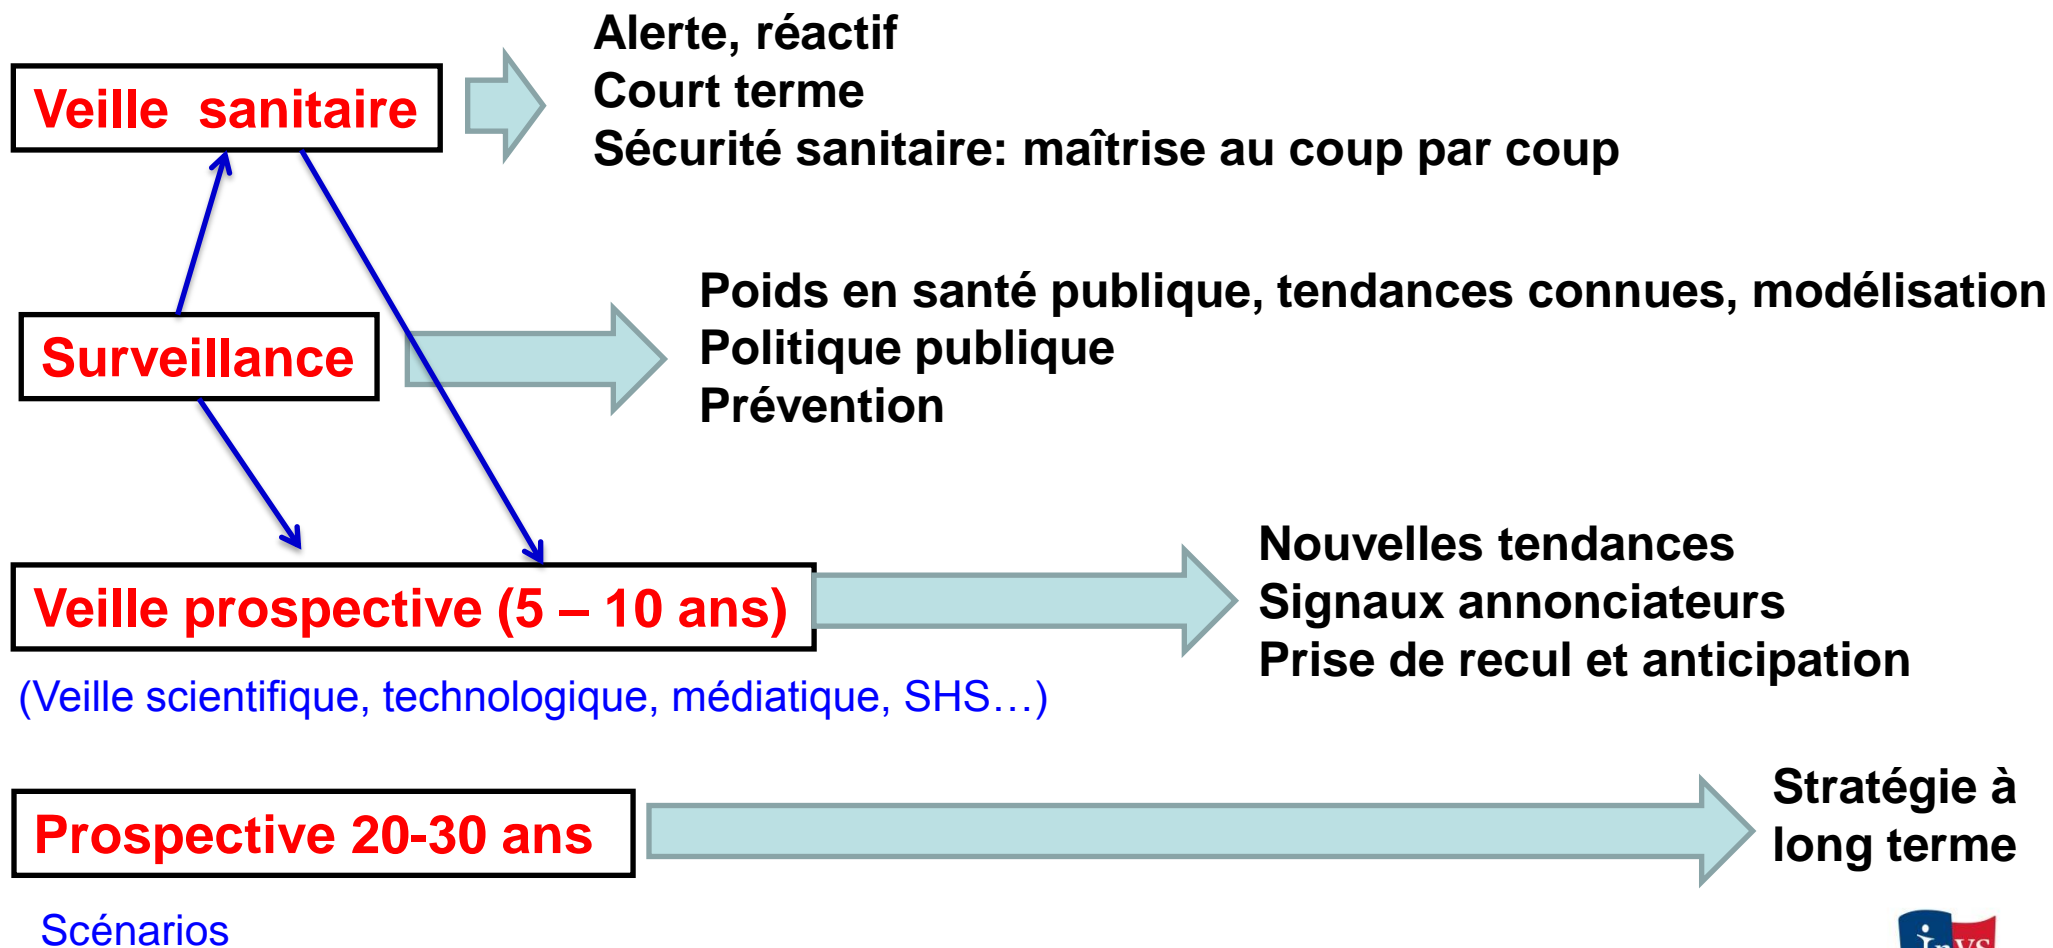 Alerte, réactif
Veille sanitaire
Court terme
Sécurité sanitaire: maîtrise au coup par coup
Poids en santé publique, tendances connues, modélisation
Surveillance
Politique publique
Prévention
Nouvelles tendances
Veille prospective (5 – 10 ans)
Signaux annonciateurs
Prise de recul et anticipation
(Veille scientifique, technologique, médiatique, SHS…)
Stratégie à
long terme
Prospective 20-30 ans
Scénarios
InVS